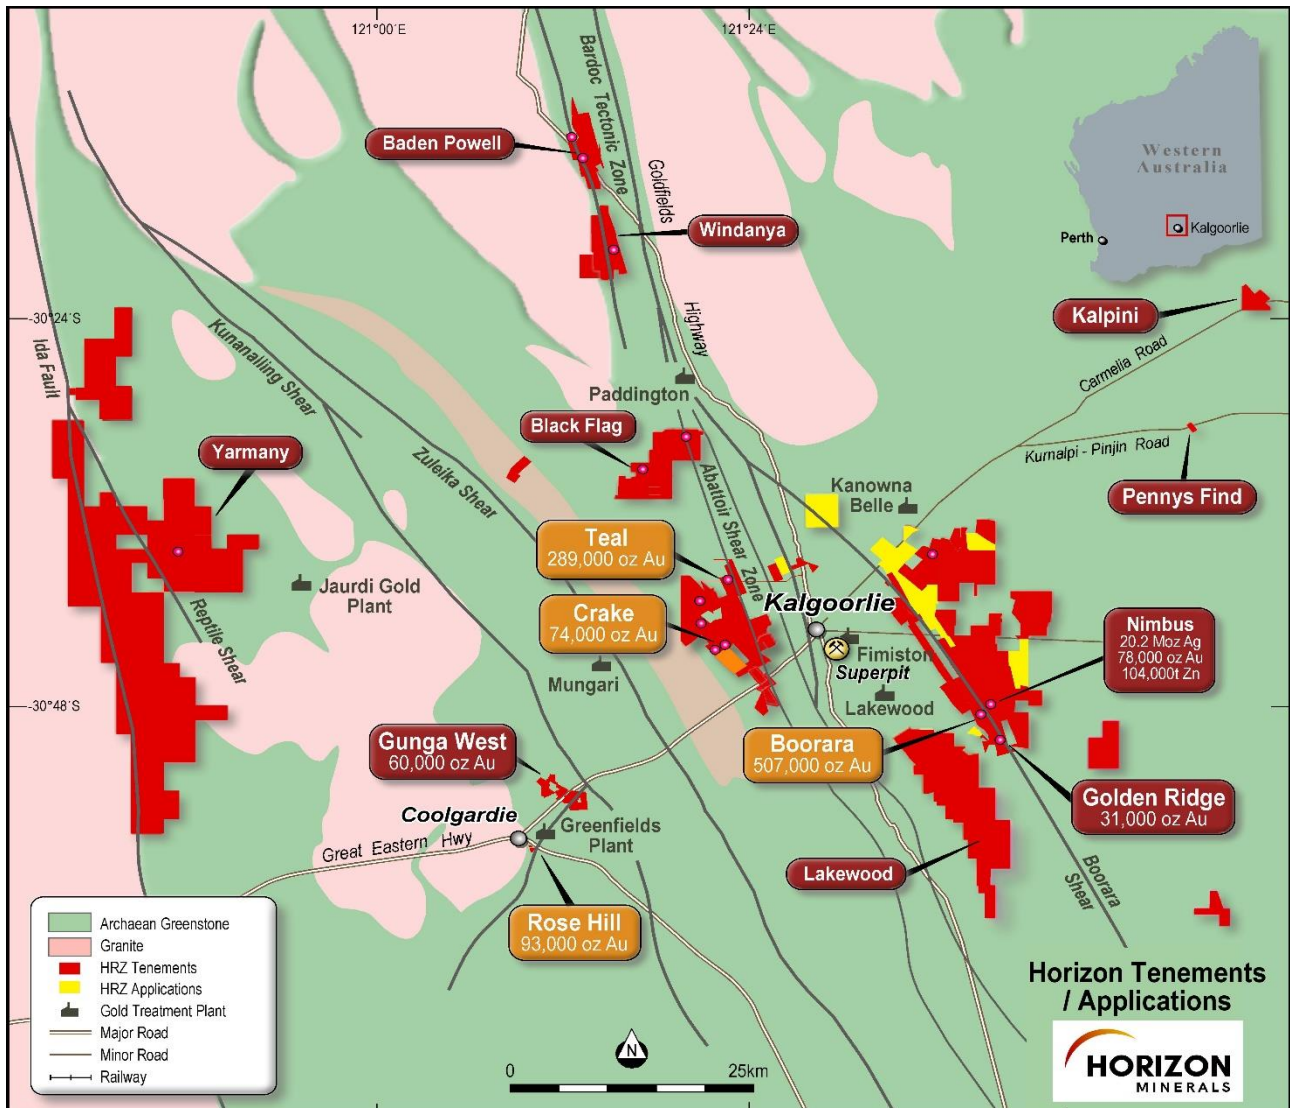 121°00´E
121°24´E
Bardoc Tectonic Zone
Baden Powell
Goldfields
Highway
Windanya
Western
Australia
Perth
Kalgoorlie
Kalpini
-30°24´S
Ida Fault
Kunanalling Shear
Carmelia Road
Paddington
Black Flag
Kurnalpi - Pinjin Road
Yarmany
Zuleika Shear
Abattoir Shear Zone
Kanowna
Belle
Pennys Find
Teal
289,000 oz Au
Jaurdi Gold
Plant
Reptile Shear
Crake
74,000 oz Au
Kalgoorlie
Nimbus
20.2 Moz Ag
78,000 oz Au
104,000t Zn
Fimiston
Superpit
Mungari
Lakewood
-30°48´S
Gunga West
60,000 oz Au
Boorara
507,000 oz Au
Golden Ridge
31,000 oz Au
Coolgardie
Greenfields
Plant
Great Eastern Hwy
Lakewood
Boorara
Shear
Rose Hill
93,000 oz Au
Archaean Greenstone
Granite
HRZ Tenements
HRZ Applications
Gold Treatment Plant
Major Road
Minor Road
Railway
N
0
25km
Horizon Tenements
/ Applications
HORIZON
MINERALS